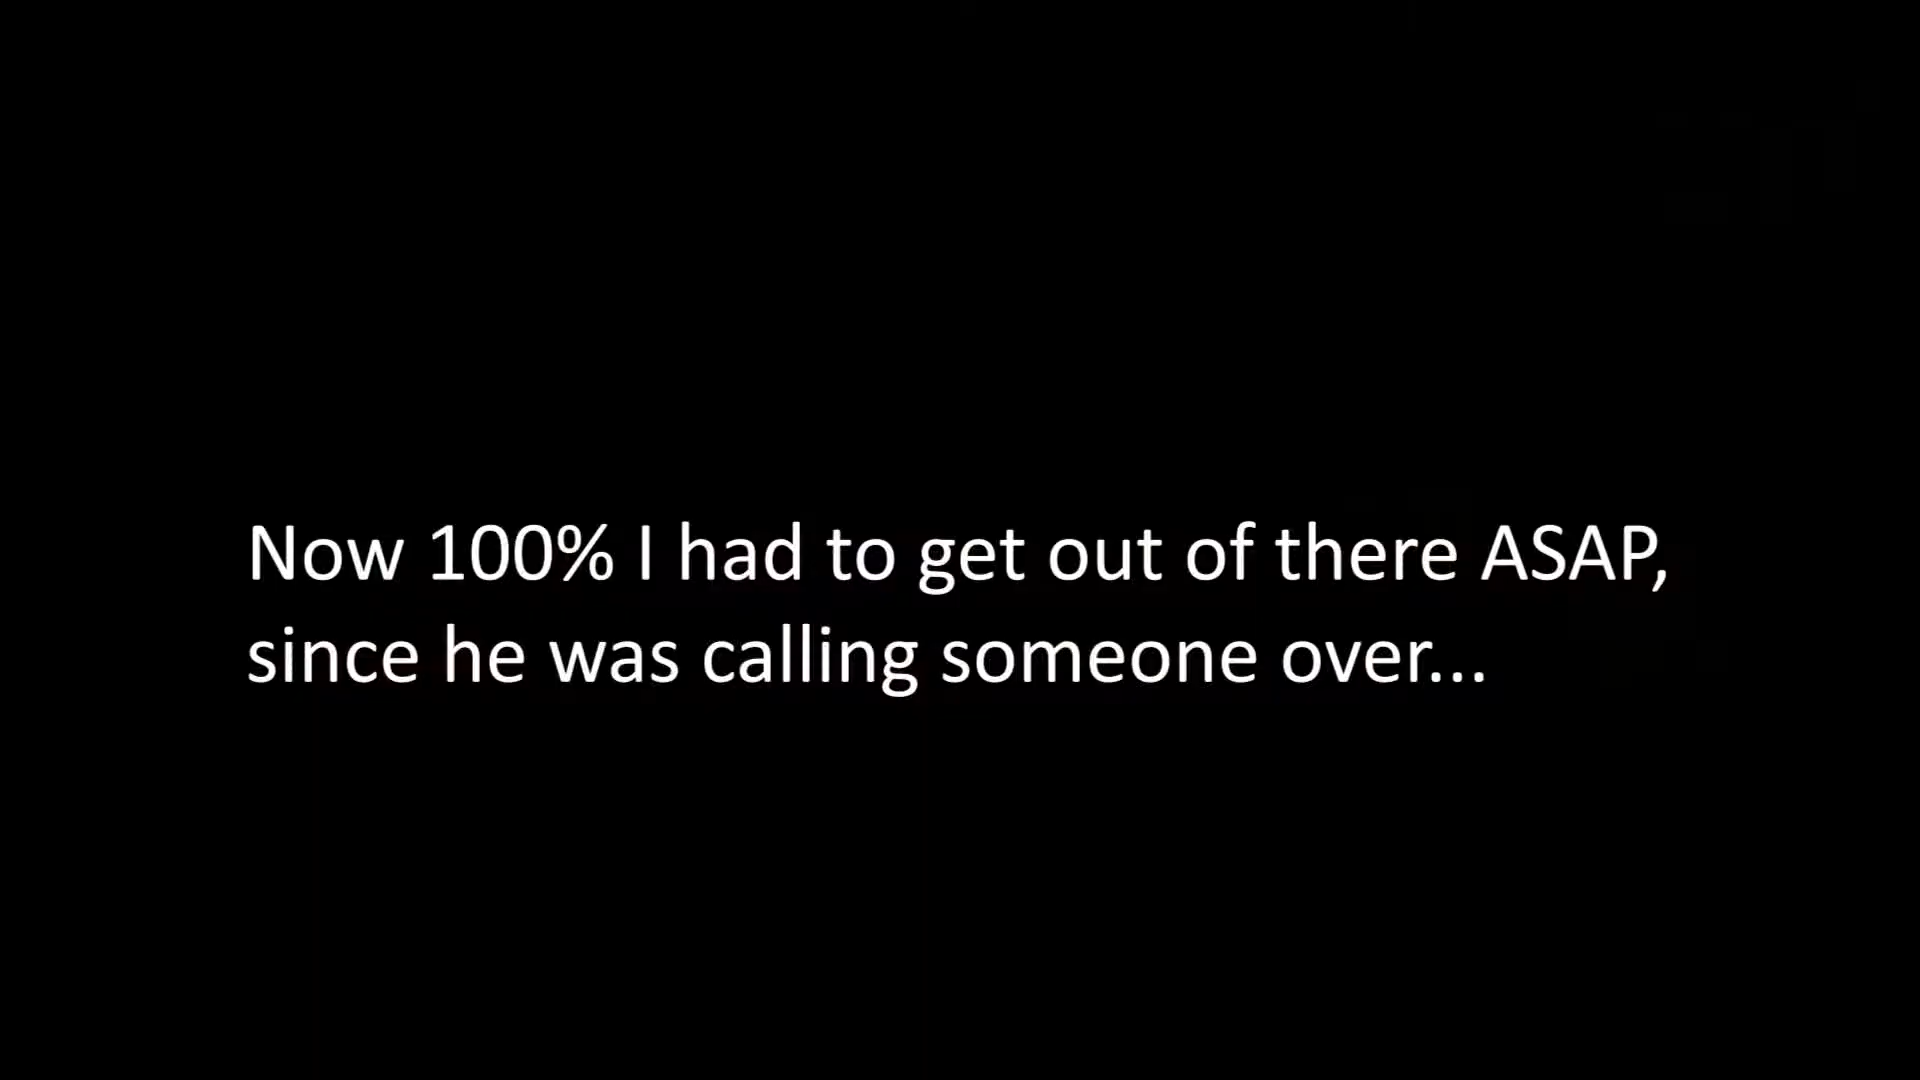 Now 100% I had to get out of there ASAP,
since he was calling someone over...